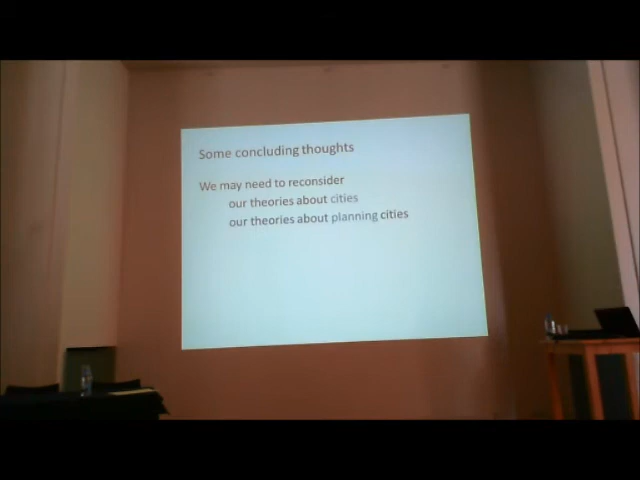 Some concluding thoughts
We may need to reconsider
our theories about cities
our theories about planning cities